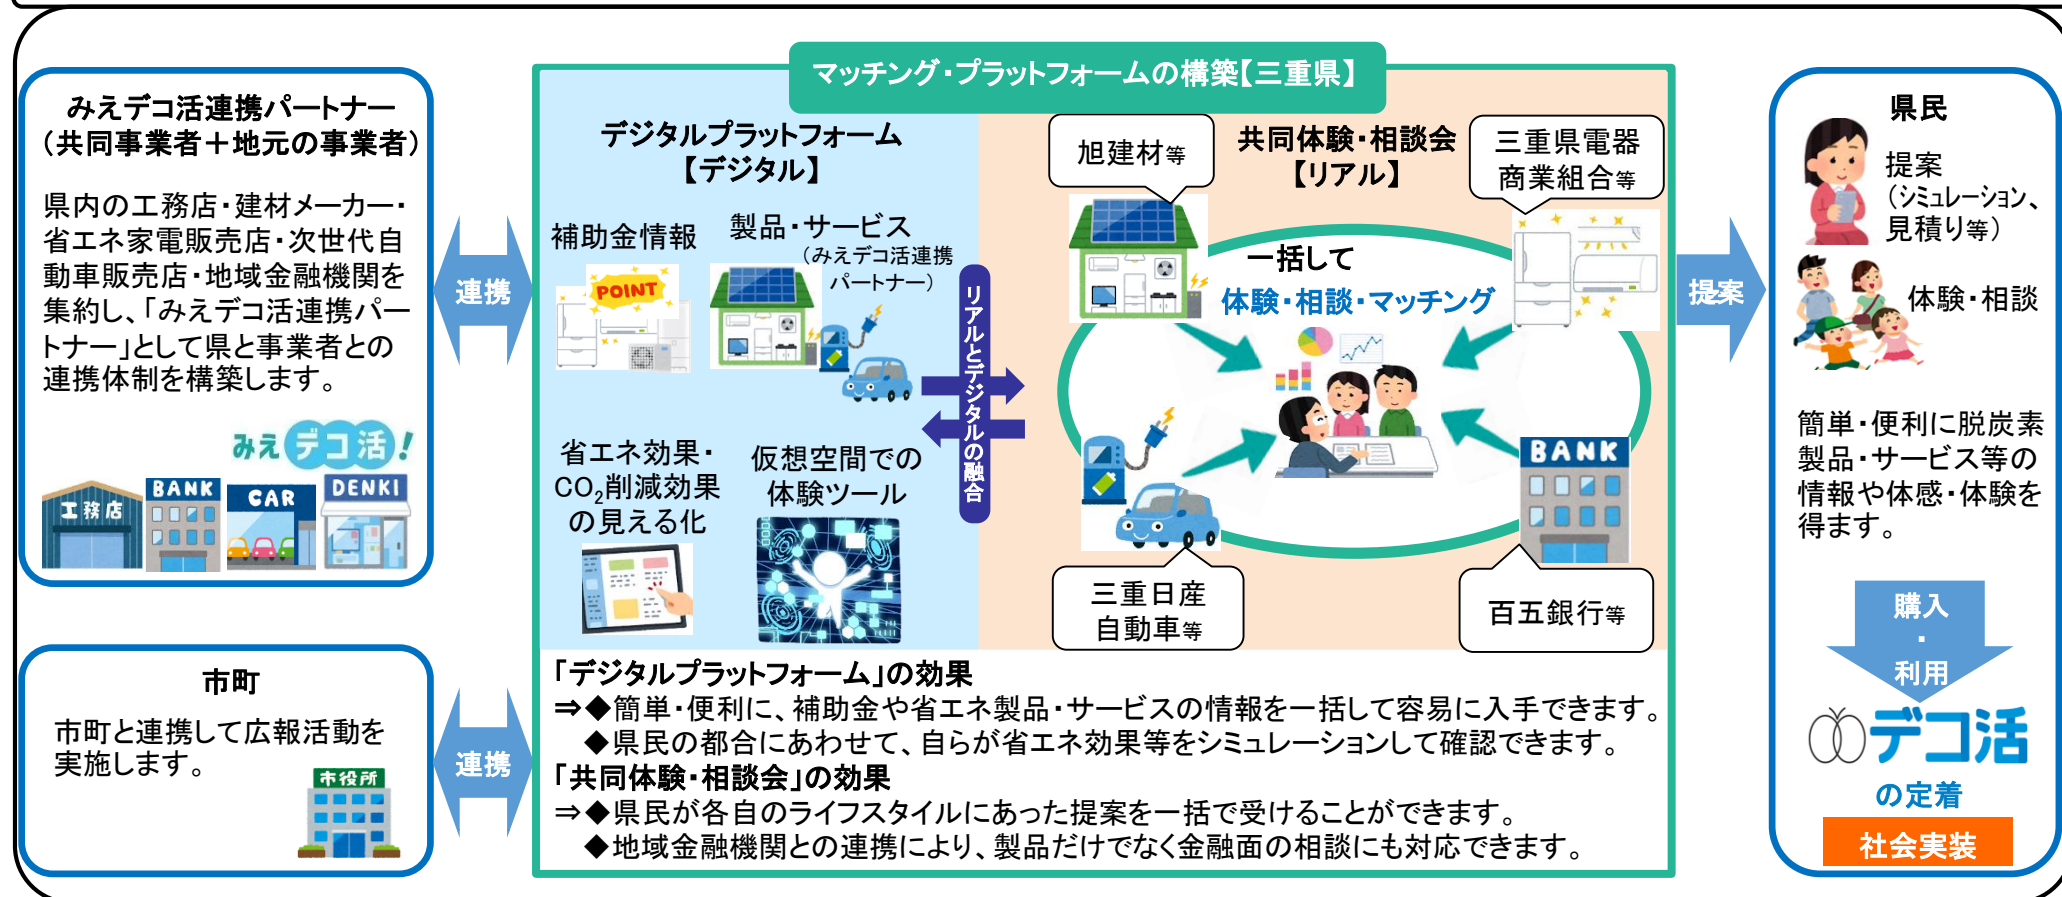 マッチング・プラットフォームの構築【三重県】
みえデコ活連携パートナー
（共同事業者＋地元の事業者）
県内の工務店・建材メーカー・
省エネ家電販売店・次世代自
動車販売店・地域金融機関を
集約し、「みえデコ活連携パー
トナー」として県と事業者との
連携体制を構築します。
みえデコ活！
工務店
BANK
CAR
DENKI
市町
市町と連携して広報活動を
実施します。
市役所
連携
連携
デジタルプラットフォーム
【デジタル】
補助金情報
POINT
製品・サービス
（みえデコ活連携
パートナー）
省エネ効果・
CO₂削減効果
の見える化
仮想空間での
体験ツール
リアルとデジタルの融合
共同体験・相談会
【リアル】
旭建材等
三重県電器
商業組合等
一括して
体験・相談・マッチング
BANK
三重日産
自動車等
百五銀行等
「デジタルプラットフォーム」の効果
⇒◆簡単・便利に、補助金や省エネ製品・サービスの情報を一括して容易に入手できます。
◆県民の都合にあわせて、自らが省エネ効果等をシミュレーションして確認できます。
「共同体験・相談会」の効果
⇒◆県民が各自のライフスタイルにあった提案を一括で受けることができます。
◆地域金融機関との連携により、製品だけでなく金融面の相談にも対応できます。
提案
県民
提案
（シミュレーション、
見積り等）
体験・相談
簡単・便利に脱炭素
製品・サービス等の
情報や体感・体験を
得ます。
購入
・
利用
デコ活
の定着
社会実装